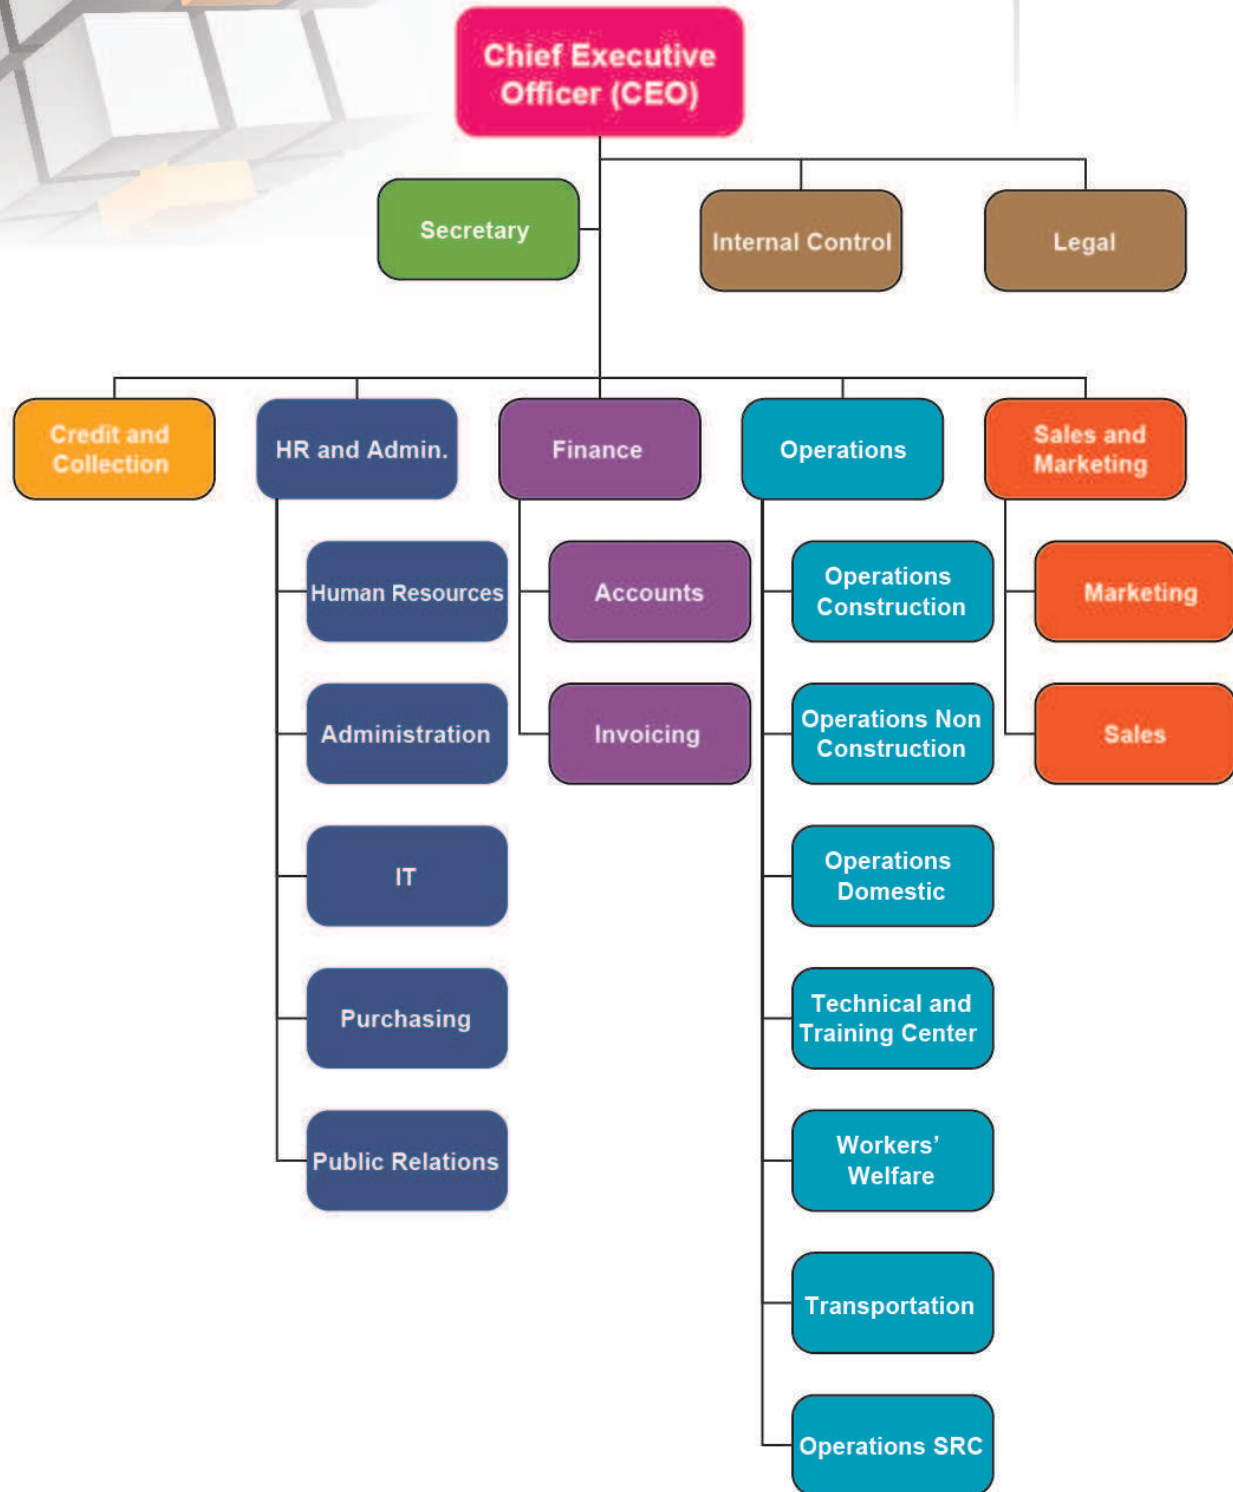 Chief Executive
Officer (CEO)
Secretary
Internal Control
Legal
Credit and
Collection
HR and Admin.
Finance
Operations
Sales and
Marketing
Human Resources
Accounts
Operations
Construction
Marketing
Administration
Invoicing
Operations Non
Construction
Sales
IT
Operations
Domestic
Purchasing
Technical and
Training Center
Public Relations
Workers’
Welfare
Transportation
Operations SRC